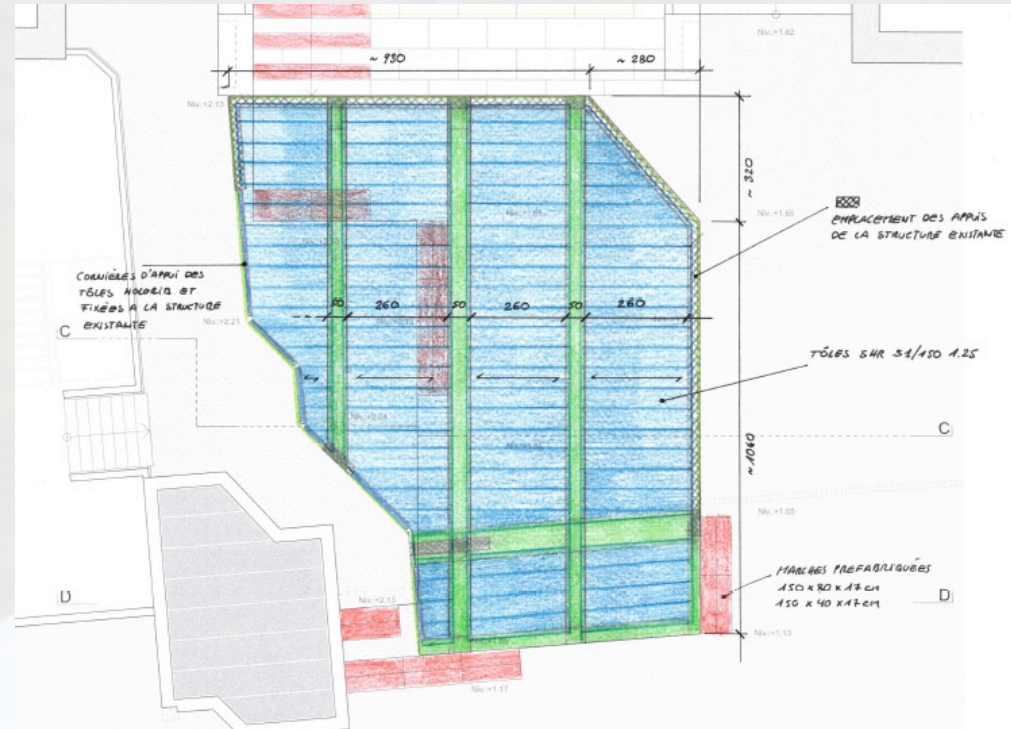 Niv.:+1.62
~ 930
~ 280
Niv.:+2.13
~ 320
Niv.:+1.65
EMPLACEMENT DES APPUIS
DE LA STRUCTURE EXISTANTE
CORNIÈRES D'APPUI DES
TÔLES HOLORIB ET
FIXÉES A LA STRUCTURE
EXISTANTE
50
260
50
260
50
260
Niv.:+2.21
C
TÔLES SHR 51/150 1.25
Niv.:+2.04
C
~ 1060
Niv.:+1.03
MARCHES PREFABRIQUÉES
150 x 80 x 17 cm
150 x 40 x 17 cm
D
D
Niv.:+2.13
Niv.:+1.13
Niv.:+1.17